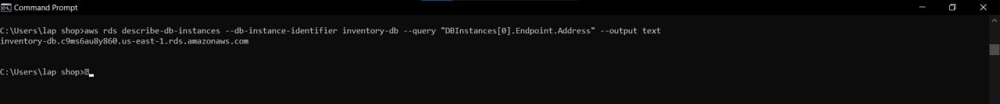 Command Prompt
C:\Users\lap shop>aws rds describe-db-instances --db-instance-identifier inventory-db --query "DBInstances[0].Endpoint.Address" --output text
inventory-db.c9ms6au8y860.us-east-1.rds.amazonaws.com
C:\Users\lap shop>